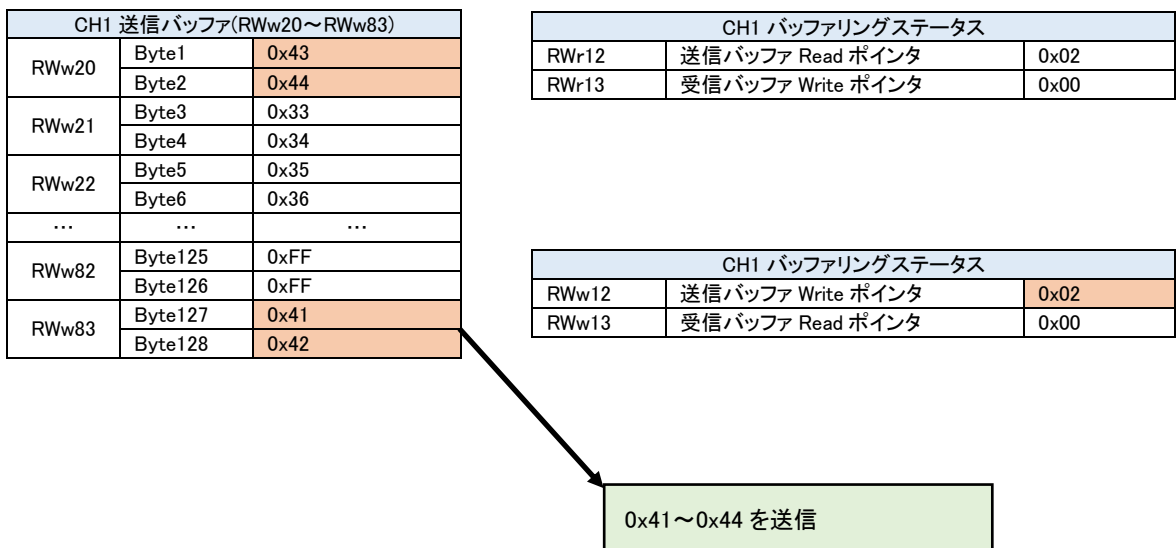 CH1 送信バッファ(RWw20～RWw83)
RWw20 Byte1 0x43
Byte2 0x44
RWw21 Byte3 0x33
Byte4 0x34
RWw22 Byte5 0x35
Byte6 0x36
… … …
RWw82 Byte125 0xFF
Byte126 0xFF
RWw83 Byte127 0x41
Byte128 0x42
CH1 バッファリングステータス
RWr12 送信バッファ Read ポインタ 0x02
RWr13 受信バッファ Write ポインタ 0x00
CH1 バッファリングステータス
RWw12 送信バッファ Write ポインタ 0x02
RWw13 受信バッファ Read ポインタ 0x00
0x41～0x44 を送信